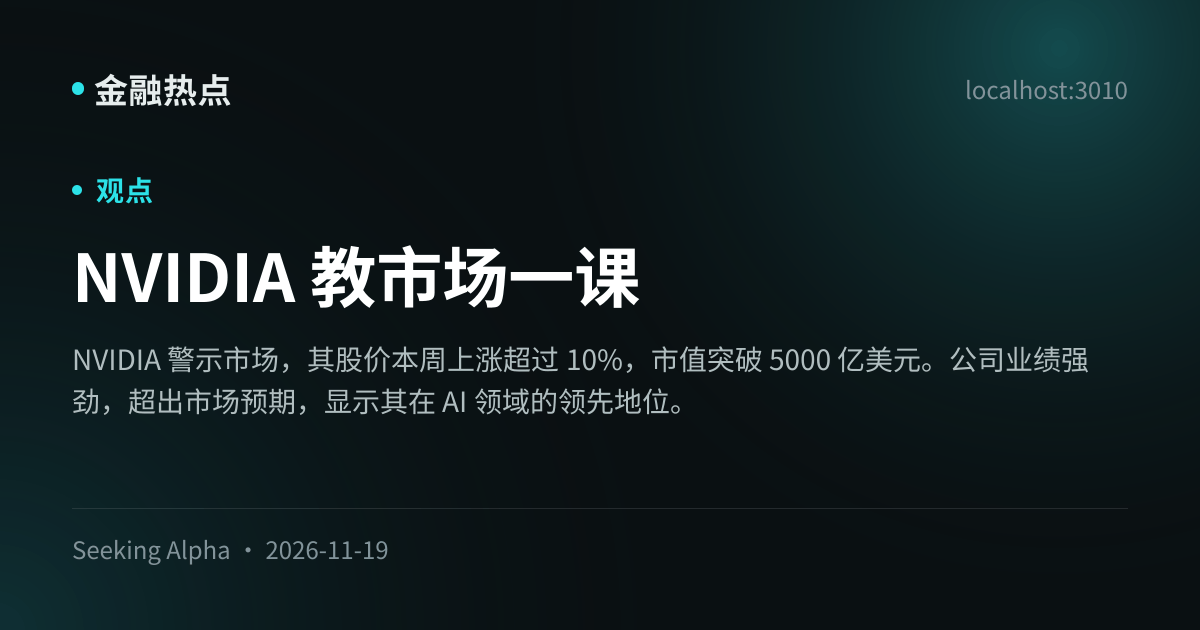 金融热点
localhost:3010
观点
NVIDIA 教市场一课
NVIDIA 警示市场，其股价本周上涨超过 10%，市值突破 5000 亿美元。公司业绩强
劲，超出市场预期，显示其在 AI 领域的领先地位。
Seeking Alpha · 2026-11-19